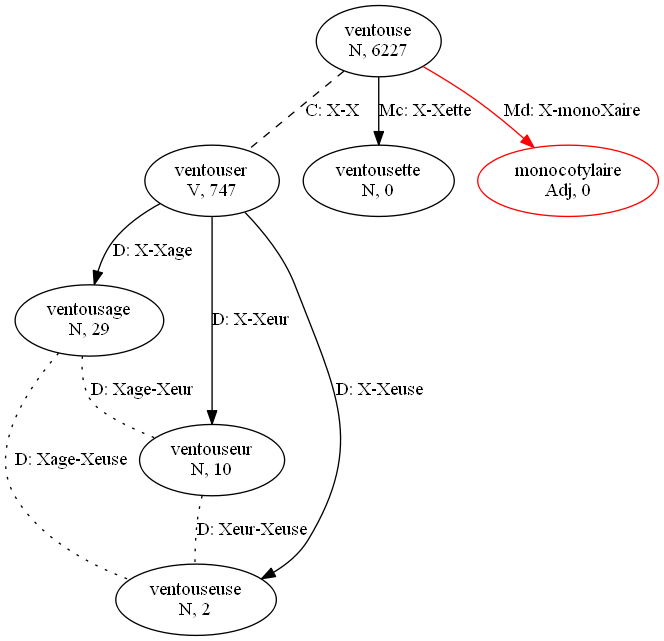 ventouse
N, 6227
C: X-X
Mc: X-Xette
Md: X-monoXaire
ventouser
V, 747
ventousette
N, 0
monocotylaire
Adj, 0
D: X-Xage
ventousage
N, 29
D: X-Xeur
D: Xage-Xeur
D: X-Xeuse
D: Xage-Xeuse
ventouseur
N, 10
D: Xeur-Xeuse
ventouseuse
N, 2